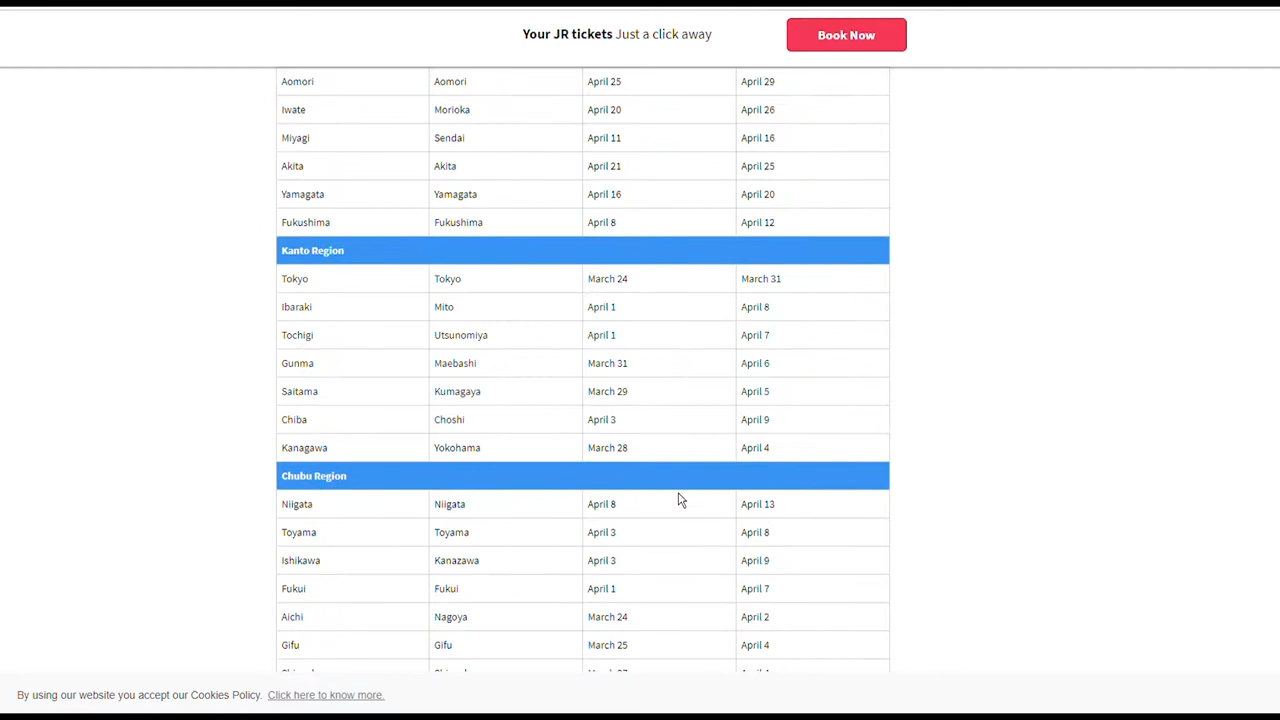 Your JR tickets Just a click away Book Now
Aomori Aomori April 25 April 29
Iwate Morioka April 20 April 26
Miyagi Sendai April 11 April 16
Akita Akita April 21 April 25
Yamagata Yamagata April 16 April 20
Fukushima Fukushima April 8 April 12
Kanto Region
Tokyo Tokyo March 24 March 31
Ibaraki Mito April 1 April 8
Tochigi Utsunomiya April 1 April 7
Gunma Maebashi March 31 April 6
Saitama Kumagaya March 29 April 5
Chiba Choshi April 3 April 9
Kanagawa Yokohama March 28 April 4
Chubu Region
Niigata Niigata April 8 April 13
Toyama Toyama April 3 April 8
Ishikawa Kanazawa April 3 April 9
Fukui Fukui April 1 April 7
Aichi Nagoya March 24 April 2
Gifu Gifu March 25 April 4
By using our website you accept our Cookies Policy. Click here to know more.